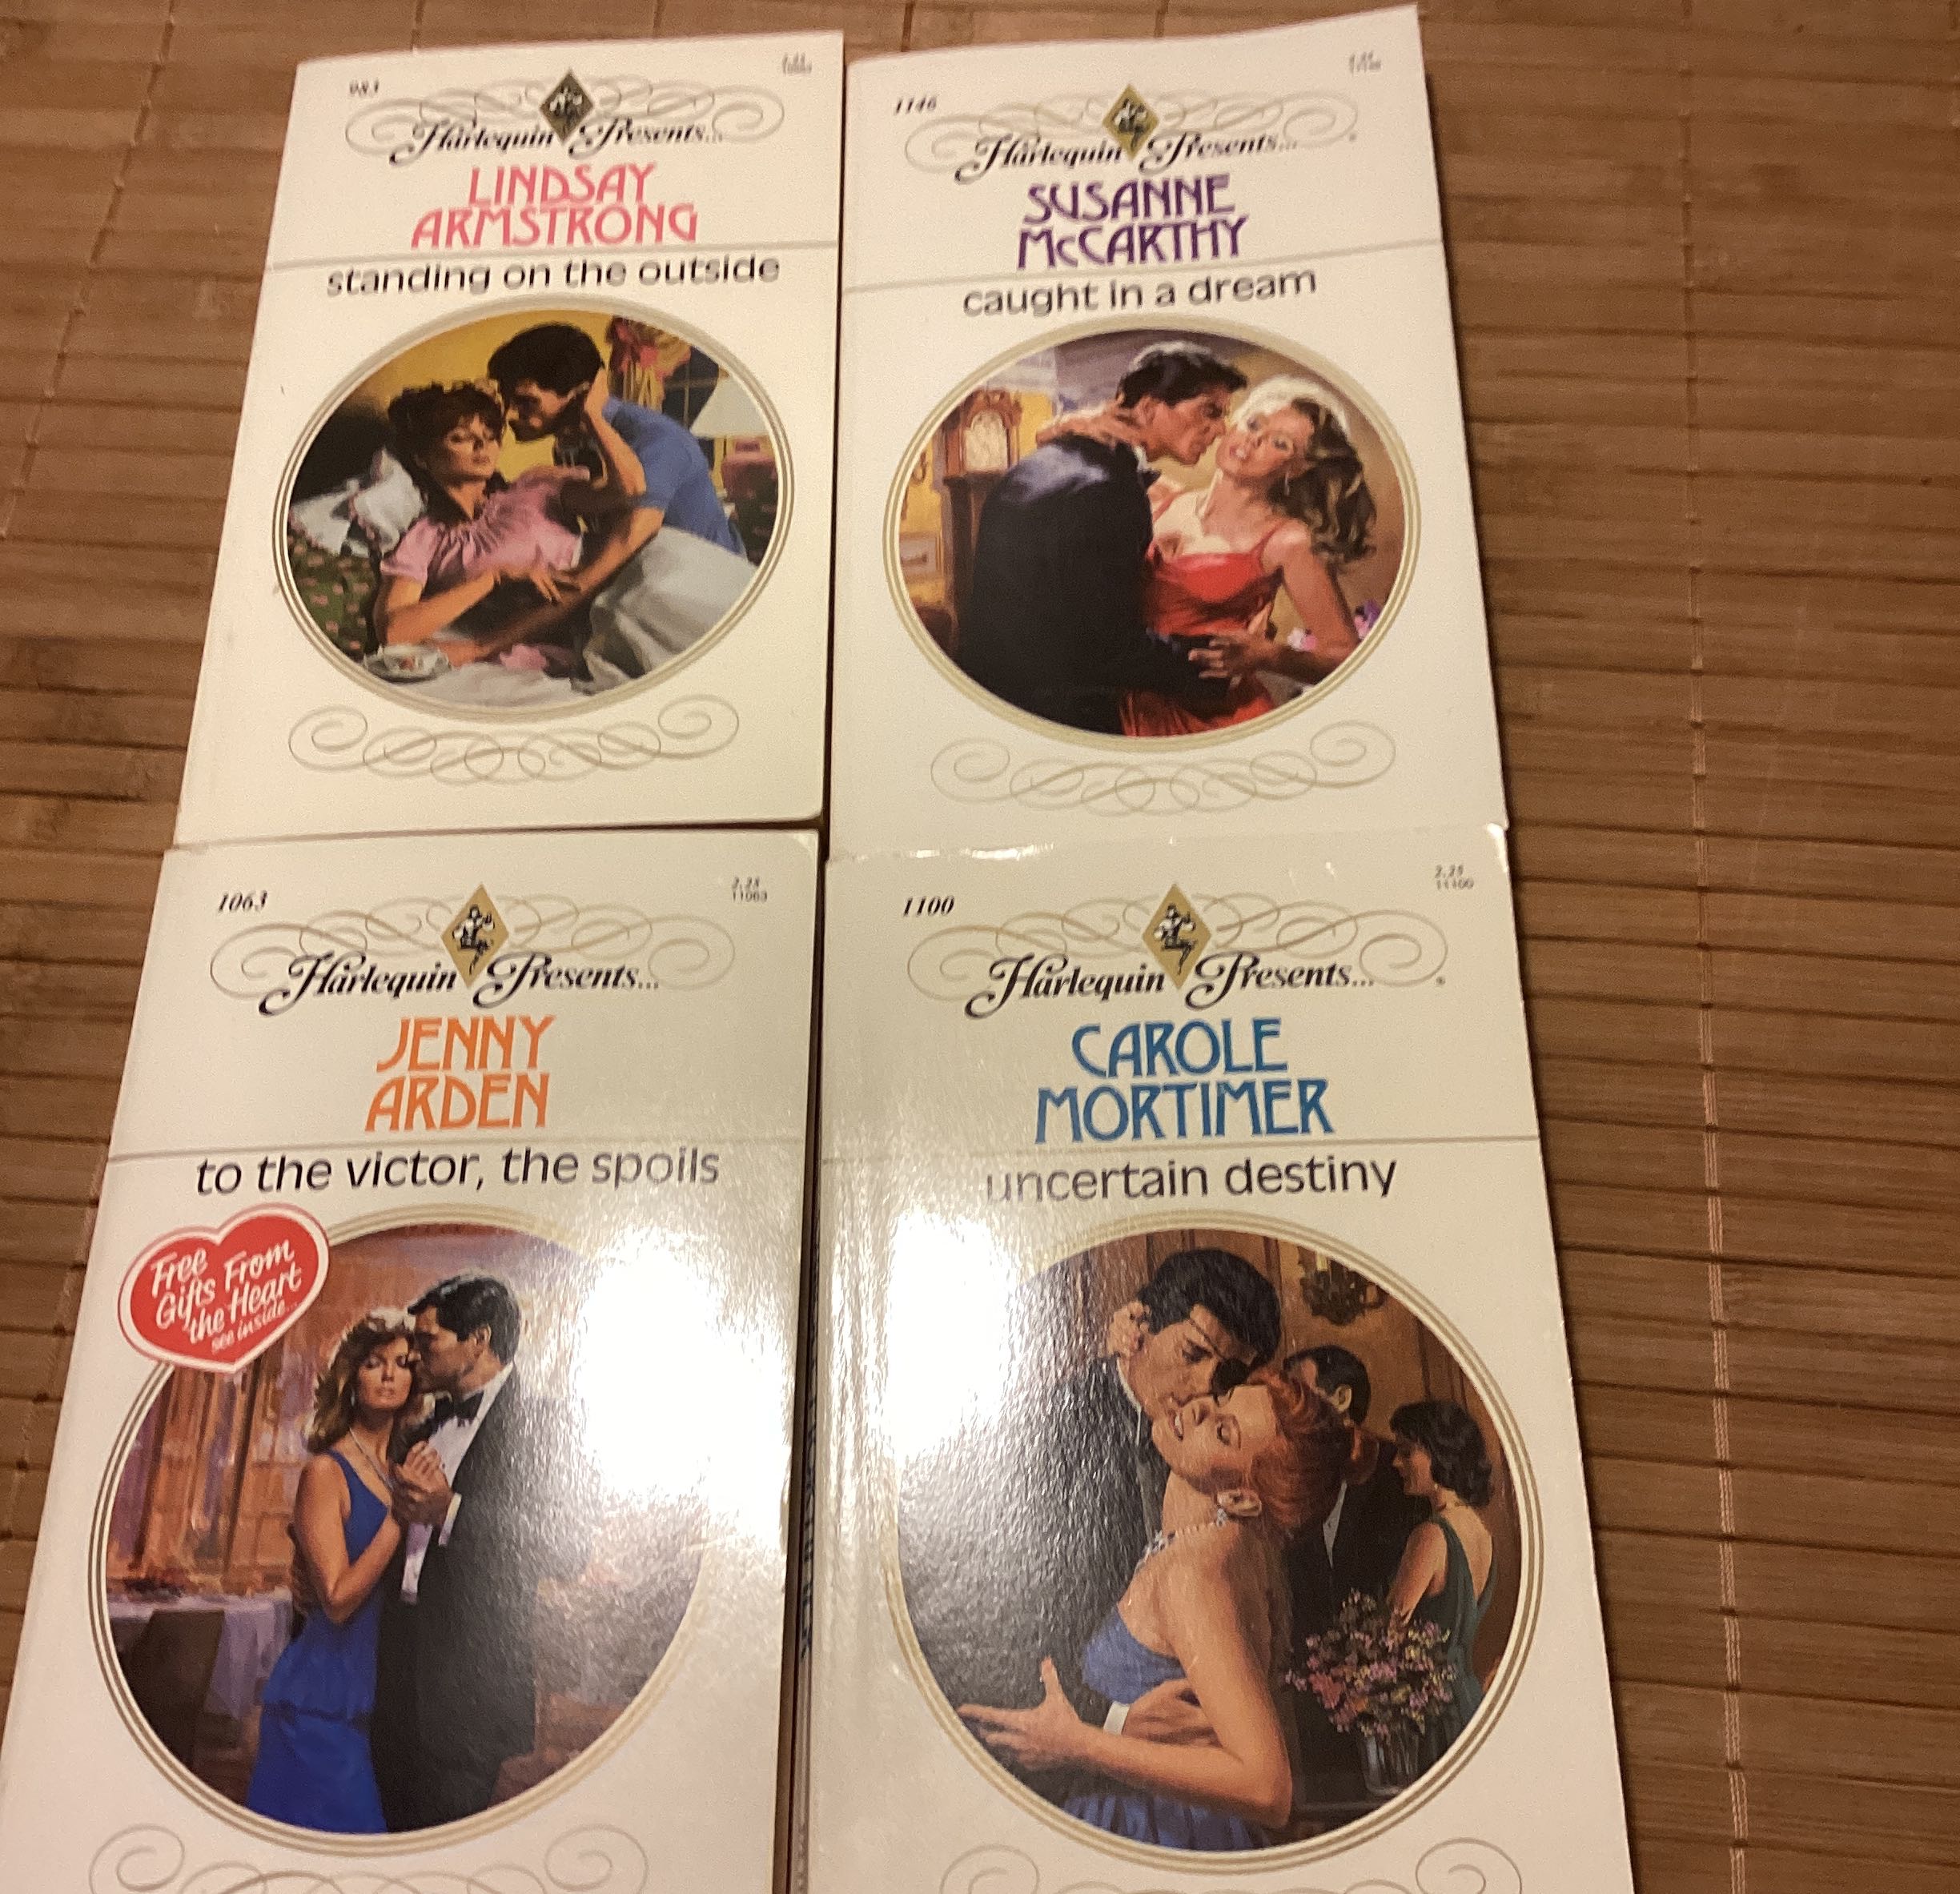 983
Harlequin Presents...
LINDSAY
ARMSTRONG
standing on the outside
1146
Harlequin Presents...
SUSANNE
McCARTHY
caught in a dream
1063
2.25
11063
Harlequin Presents...
JENNY
ARDEN
to the victor, the spoils
Free
Gifts From
the Heart
see inside...
1100
2.25
11100
Harlequin Presents...
CAROLE
MORTIMER
uncertain destiny